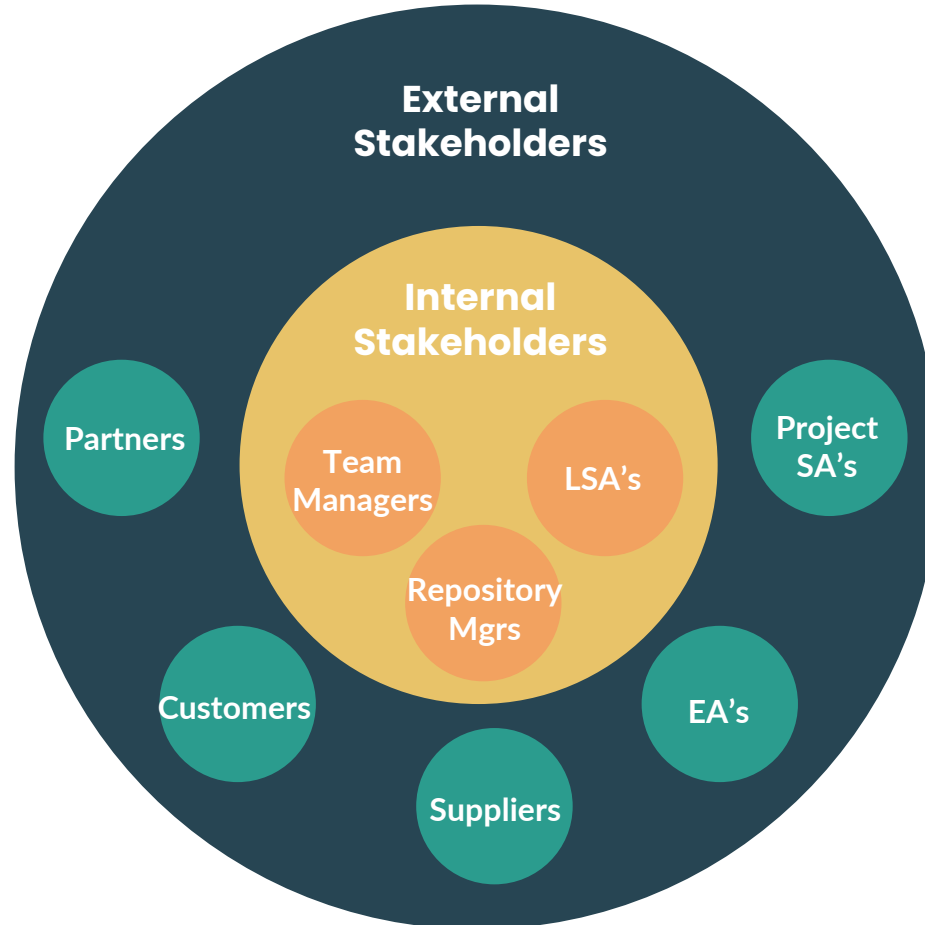 External
Stakeholders
Internal
Stakeholders
Partners
Team
Managers
LSA’s
Project
SA’s
Repository
Mgrs
Customers
EA’s
Suppliers